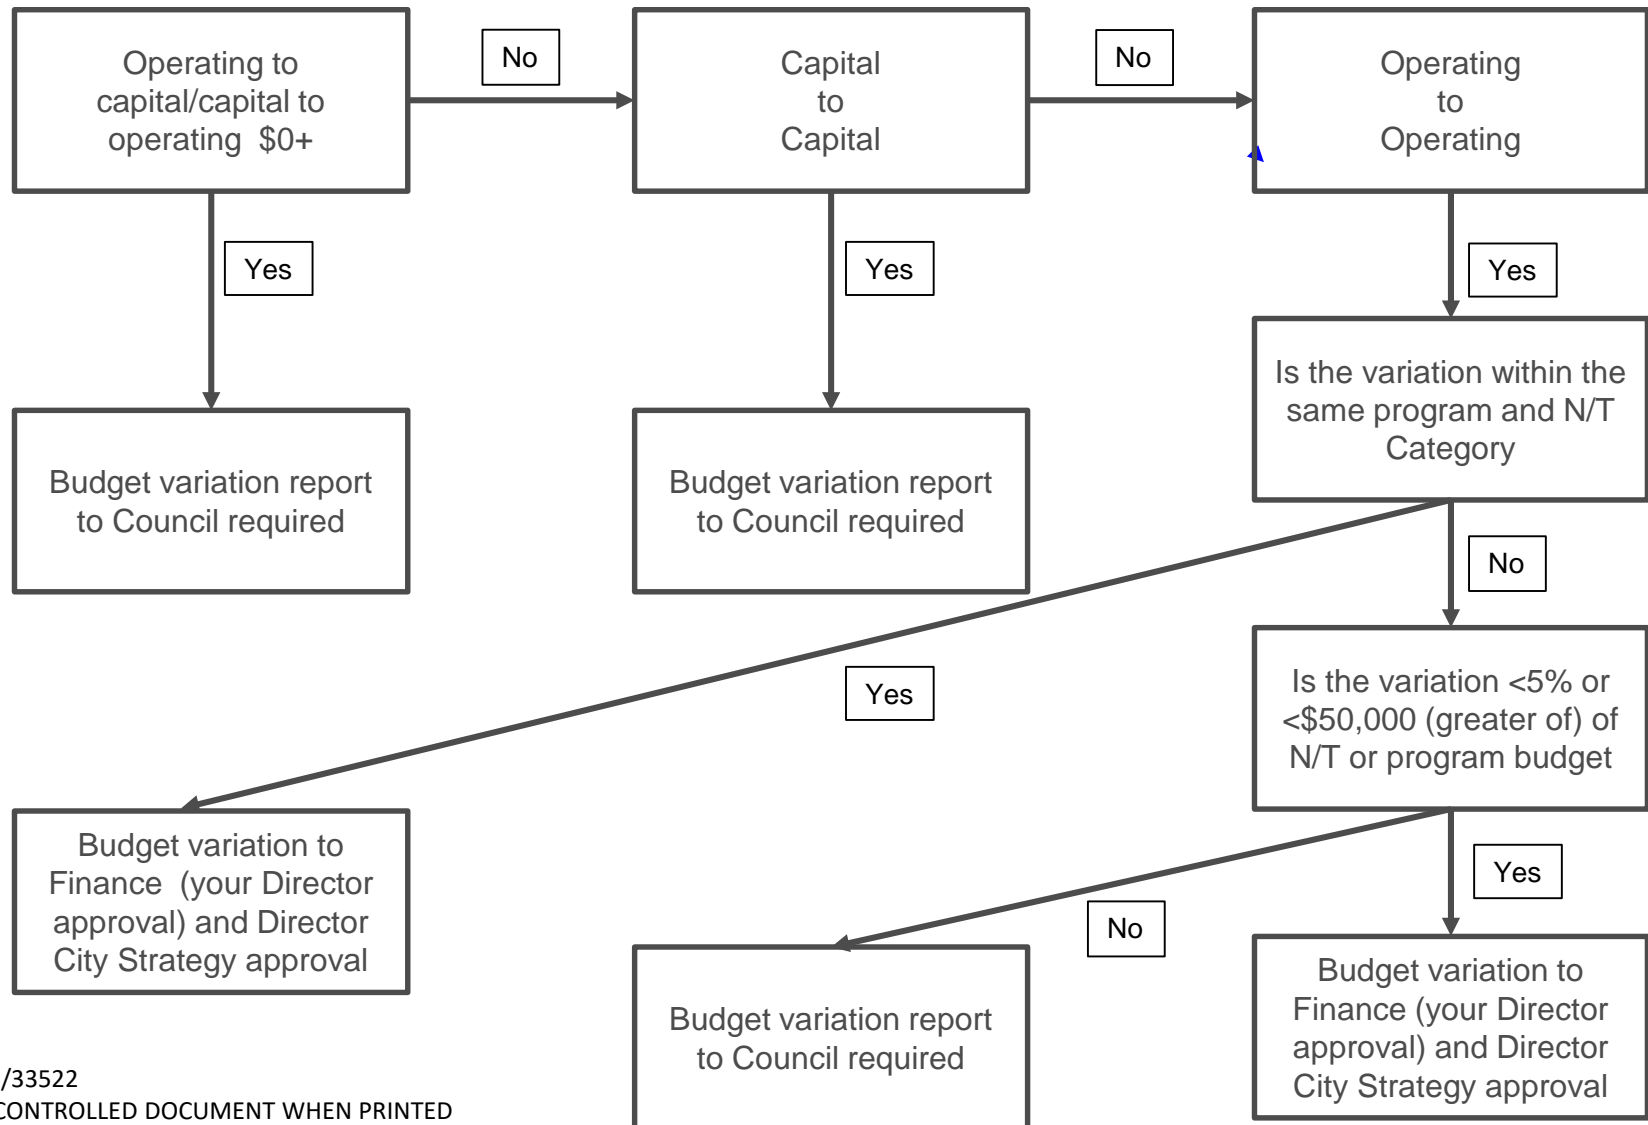 Operating to
capital/capital to
operating  $0+
No
Capital
to
Capital
No
Operating
to
Operating
Yes
Yes
Yes
Budget variation report
to Council required
Budget variation report
to Council required
Is the variation within the
same program and N/T
Category
No
Yes
Is the variation <5% or
<$50,000 (greater of) of
N/T or program budget
Budget variation to
Finance  (your Director
approval) and Director
City Strategy approval
No
Yes
Budget variation report
to Council required
Budget variation to
Finance (your Director
approval) and Director
City Strategy approval
/33522
CONTROLLED DOCUMENT WHEN PRINTED